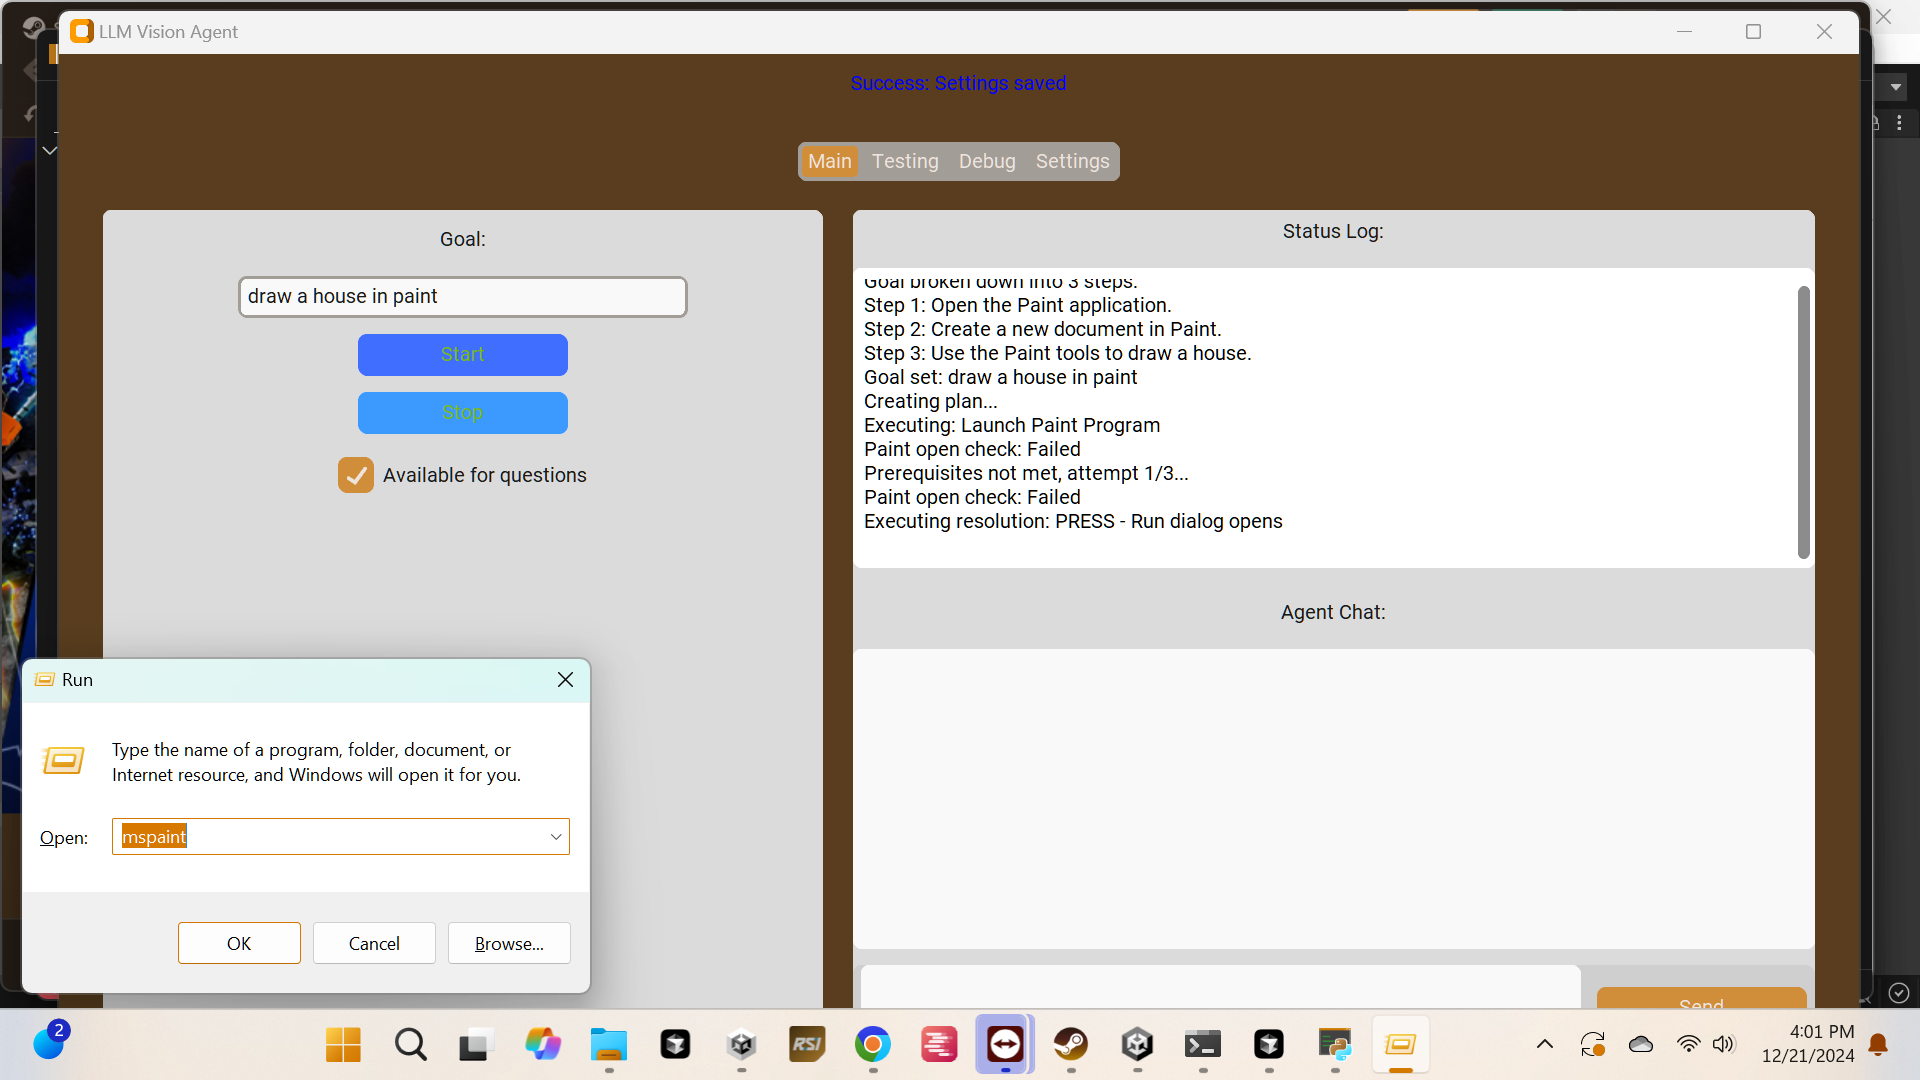 LLM Vision Agent
Success: Settings saved
Main Testing Debug Settings
Goal:
draw a house in paint
Start
Stop
Available for questions
Status Log:
Goal broken down into 3 steps.
Step 1: Open the Paint application.
Step 2: Create a new document in Paint.
Step 3: Use the Paint tools to draw a house.
Goal set: draw a house in paint
Creating plan...
Executing: Launch Paint Program
Paint open check: Failed
Prerequisites not met, attempt 1/3...
Paint open check: Failed
Executing resolution: PRESS - Run dialog opens
Agent Chat:
Send
Run
Type the name of a program, folder, document, or
Internet resource, and Windows will open it for you.
Open: mspaint
OK Cancel Browse...
2
RSI
4:01 PM
12/21/2024